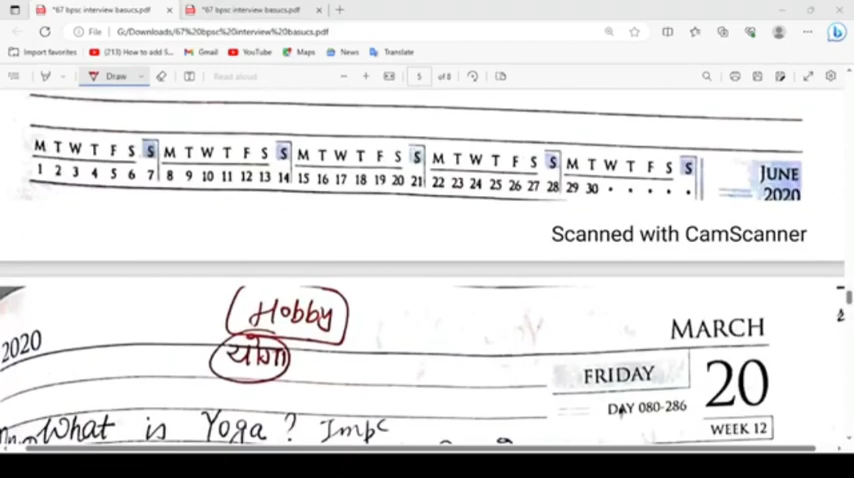 *67 bpsc interview basucs.pdf
*67 bpsc interview basucs.pdf
File
G:/Downloads/67%20bpsc%20interview%20basucs.pdf
Import favorites
(213) How to add S...
Gmail
YouTube
Maps
News
Translate
Draw
Read aloud
5
of 8
M T W T F S S M T W T F S S M T W T F S S M T W T F S S M T W T F S S
JUNE
1 2 3 4 5 6 7 8 9 10 11 12 13 14 15 16 17 18 19 20 21 22 23 24 25 26 27 28 29 30 • • • • •
2020
Scanned with CamScanner
Hobby
2020
योगा
MARCH
FRIDAY
20
DAY 080-286
WEEK 12
What is Yoga ? Impc